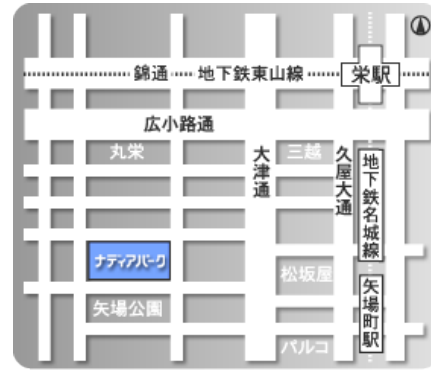 錦通
地下鉄東山線
栄駅
広小路通
丸栄
大津通
三越
久屋大通
地下鉄名城線
ナディアパーク
松坂屋
矢場公園
矢場町駅
パルコ